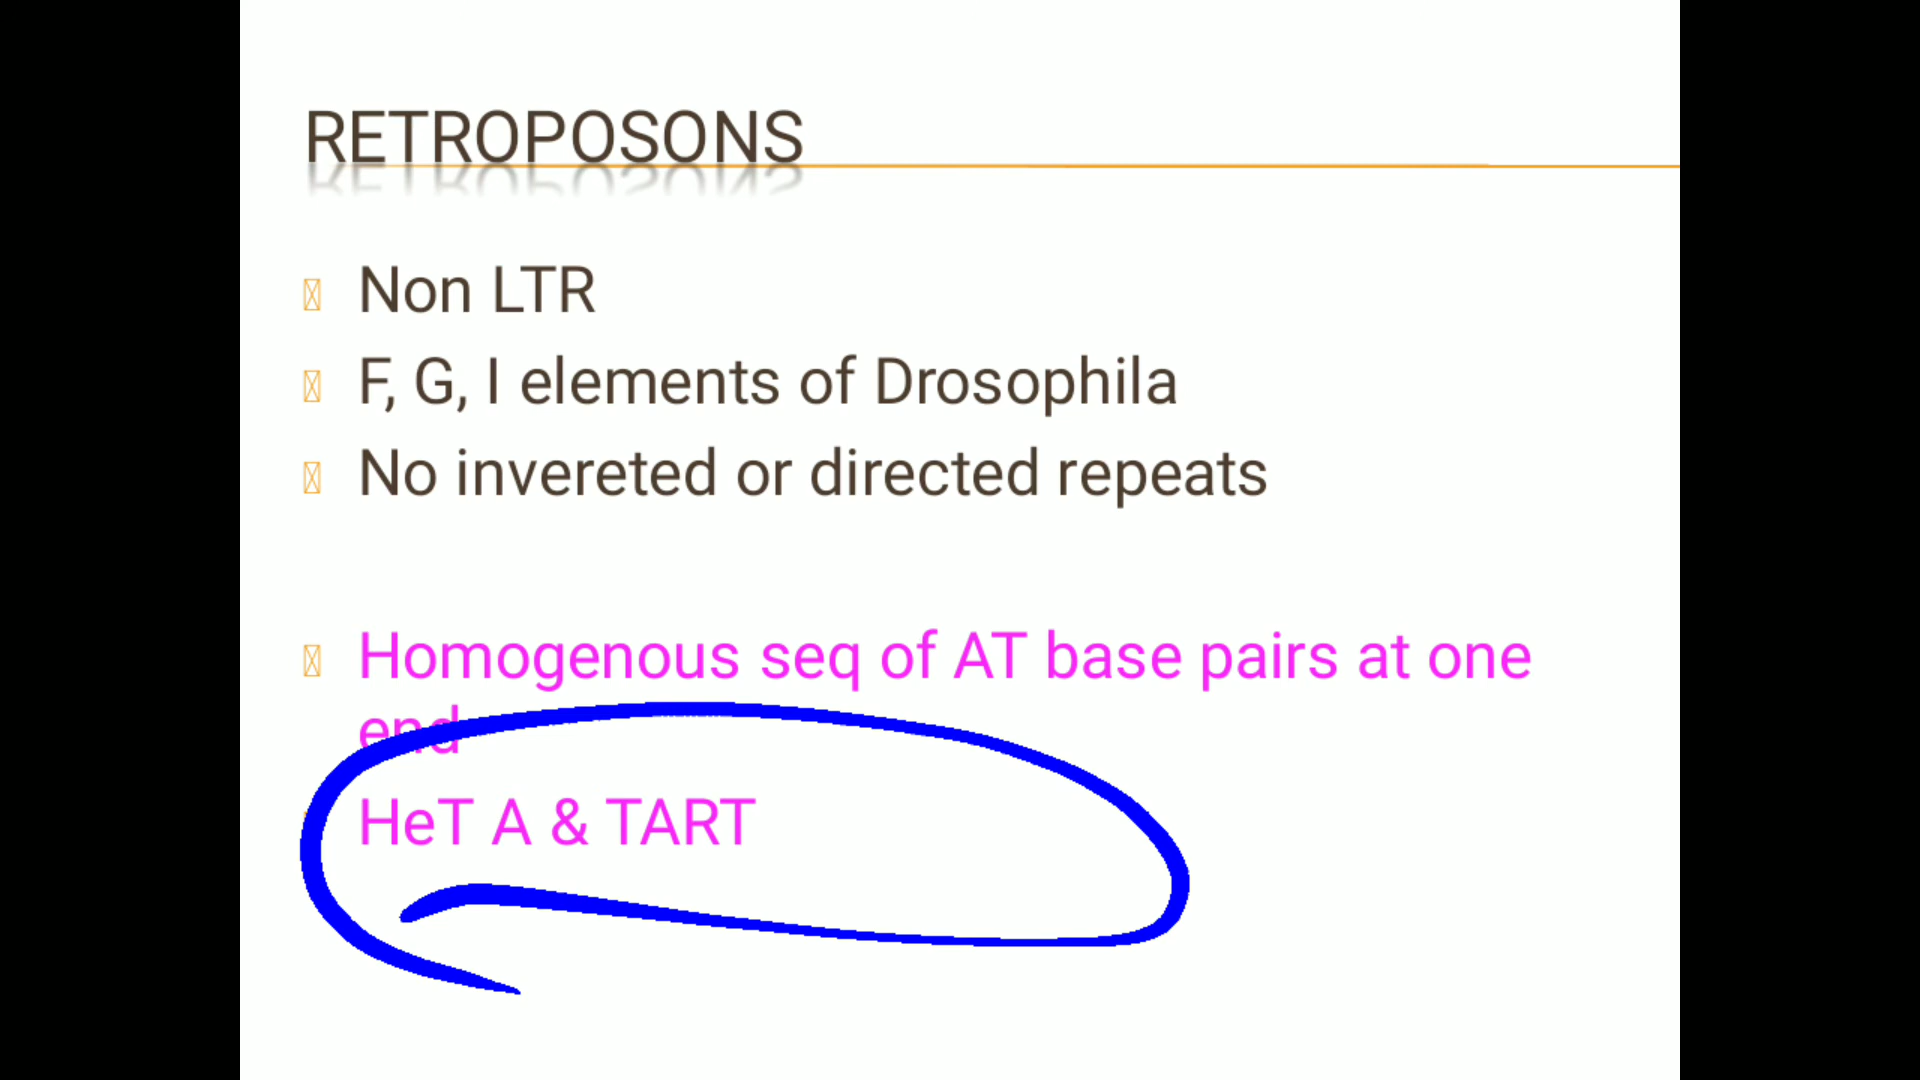 RETROPOSONS
Non LTR
F, G, I elements of Drosophila
No invereted or directed repeats
Homogenous seq of AT base pairs at one
end
HeT A & TART